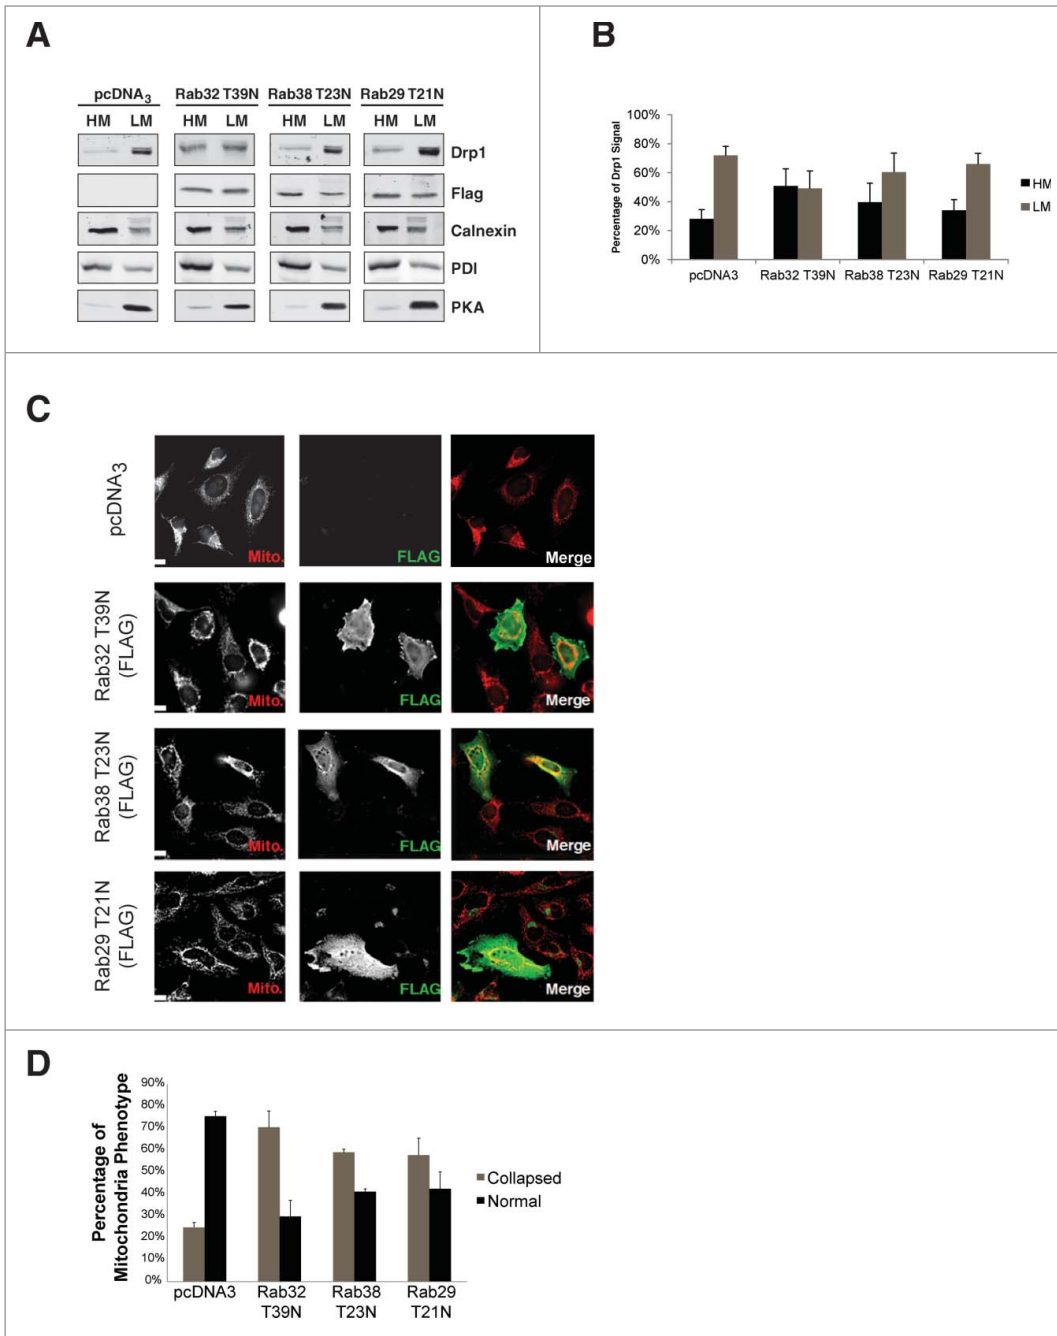 A
pcDNA3 Rab32 T39N Rab38 T23N Rab29 T21N
HM LM HM LM HM LM HM LM
Drp1
Flag
Calnexin
PDI
PKA
B
Percentage of Drp1 Signal
100%
80%
60%
40%
20%
0%
pcDNA3 Rab32 T39N Rab38 T23N Rab29 T21N
HM
LM
C
pcDNA3
Mito. FLAG Merge
Rab32 T39N
(FLAG)
Mito. FLAG Merge
Rab38 T23N
(FLAG)
Mito. FLAG Merge
Rab29 T21N
(FLAG)
Mito. FLAG Merge
D
Percentage of
Mitochondria Phenotype
90%
80%
70%
60%
50%
40%
30%
20%
10%
0%
pcDNA3 Rab32 Rab38 Rab29
T39N T23N T21N
Collapsed
Normal